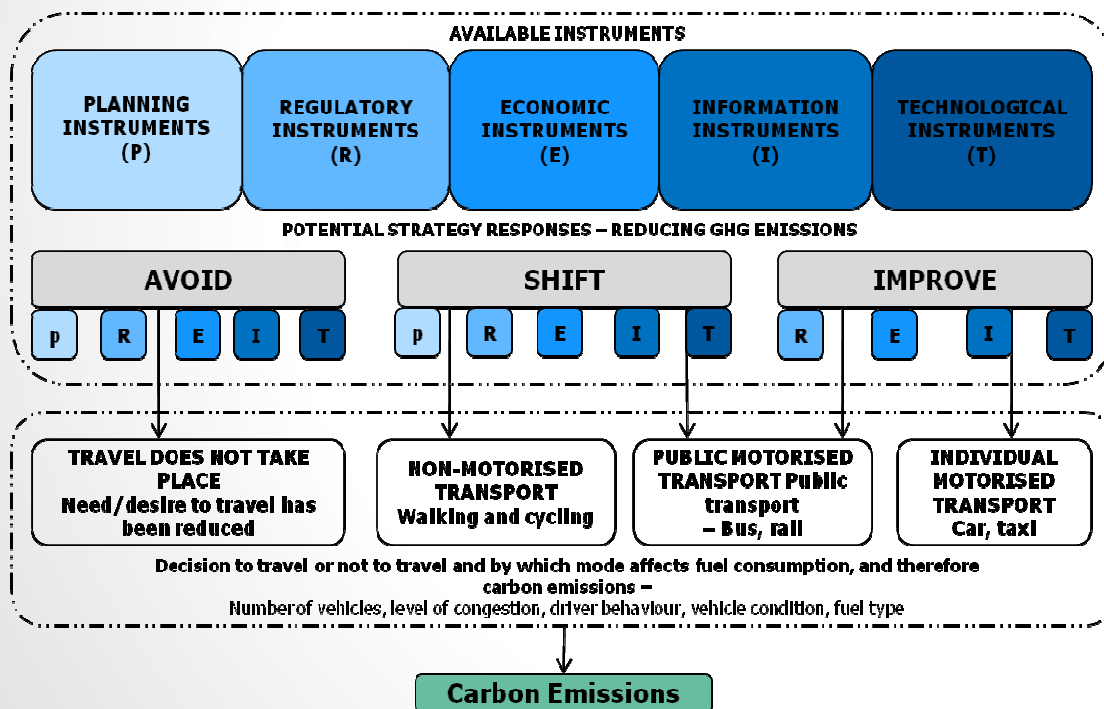 AVAILABLE INSTRUMENTS
PLANNING
INSTRUMENTS
(P)
REGULATORY
INSTRUMENTS
(R)
ECONOMIC
INSTRUMENTS
(E)
INFORMATION
INSTRUMENTS
(I)
TECHNOLOGICAL
INSTRUMENTS
(T)
POTENTIAL STRATEGY RESPONSES – REDUCING GHG EMISSIONS
AVOID
p R E I T
SHIFT
p R E I T
IMPROVE
R E I T
TRAVEL DOES NOT TAKE
PLACE
Need/desire to travel has
been reduced
NON-MOTORISED
TRANSPORT
Walking and cycling
PUBLIC MOTORISED
TRANSPORT Public
transport
– Bus, rail
INDIVIDUAL
MOTORISED
TRANSPORT
Car, taxi
Decision to travel or not to travel and by which mode affects fuel consumption, and therefore
carbon emissions –
Number of vehicles, level of congestion, driver behaviour, vehicle condition, fuel type
Carbon Emissions